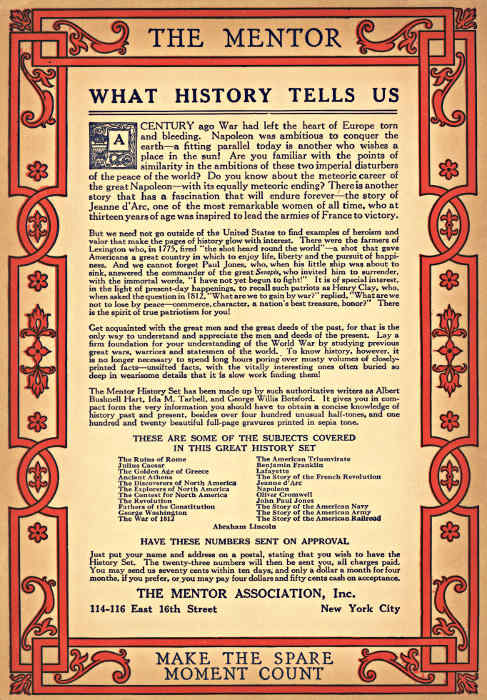 THE MENTOR
WHAT HISTORY TELLS US
A CENTURY ago War had left the heart of Europe torn
and bleeding. Napoleon was ambitious to conquer the
earth—a fitting parallel today is another who wishes a
place in the sun! Are you familiar with the points of
similarity in the ambitions of these two imperial disturbers
of the peace of the world? Do you know about the meteoric career of
the great Napoleon—with its equally meteoric ending? There is another
story that has a fascination that will endure forever—the story of
Jeanne d'Arc, one of the most remarkable women of all time, who at
thirteen years of age was inspired to lead the armies of France to victory.
But we need not go outside of the United States to find examples of heroism and
valor that make the pages of history glow with interest. There were the farmers of
Lexington who, in 1775, fired "the shot heard round the world"—a shot that gave
Americans a great country in which to enjoy life, liberty and the pursuit of happi-
ness. And we cannot forget Paul Jones, who, when his little ship was about to
sink, answered the commander of the great Serapis, who invited him to surrender,
with the immortal words, "I have not yet begun to fight!" It is of special interest,
in the light of present-day happenings, to recall such patriots as Henry Clay, who,
when asked the question in 1812, "What are we to gain by war?" replied, "What are we
not to lose by peace—commerce, character, a nation's best treasure, honor?" There
is the spirit of true patriotism for you!
Get acquainted with the great men and the great deeds of the past, for that is the
only way to understand and appreciate the men and deeds of the present. Lay a
firm foundation for your understanding of the World War by studying previous
great wars, warriors and statesmen of the world. To know history, however, it
is no longer necessary to spend long hours poring over musty volumes of closely-
printed facts—unsifted facts, with the vitally interesting ones often buried so
deep in wearisome details that it is slow work finding them!
The Mentor History Set has been made up by such authoritative writers as Albert
Bushnell Hart, Ida M. Tarbell, and George Willis Botsford. It gives you in com-
pact form the very information you should have to obtain a concise knowledge of
history past and present, besides over four hundred unusual half-tones, and one
hundred and twenty beautiful full-page gravures printed in sepia tone.
THESE ARE SOME OF THE SUBJECTS COVERED
IN THIS GREAT HISTORY SET
The Ruins of Rome
Julius Caesar
The Golden Age of Greece
Ancient Athens
The Discoverers of North America
The Explorers of North America
The Contest for North America
The Revolution
Fathers of the Constitution
George Washington
The War of 1812
The American Triumvirate
Benjamin Franklin
Lafayette
The Story of the French Revolution
Jeanne d'Arc
Napoleon
Oliver Cromwell
John Paul Jones
The Story of the American Navy
The Story of the American Army
The Story of the American Railroad
Abraham Lincoln
HAVE THESE NUMBERS SENT ON APPROVAL
Just put your name and address on a postal, stating that you wish to have the
History Set. The twenty-three numbers will then be sent you, all charges paid.
You may send us seventy cents within ten days, and only a dollar a month for four
months, if you prefer, or you may pay four dollars and fifty cents cash on acceptance.
THE MENTOR ASSOCIATION, Inc.
114-116 East 16th Street New York City
MAKE THE SPARE
MOMENT COUNT